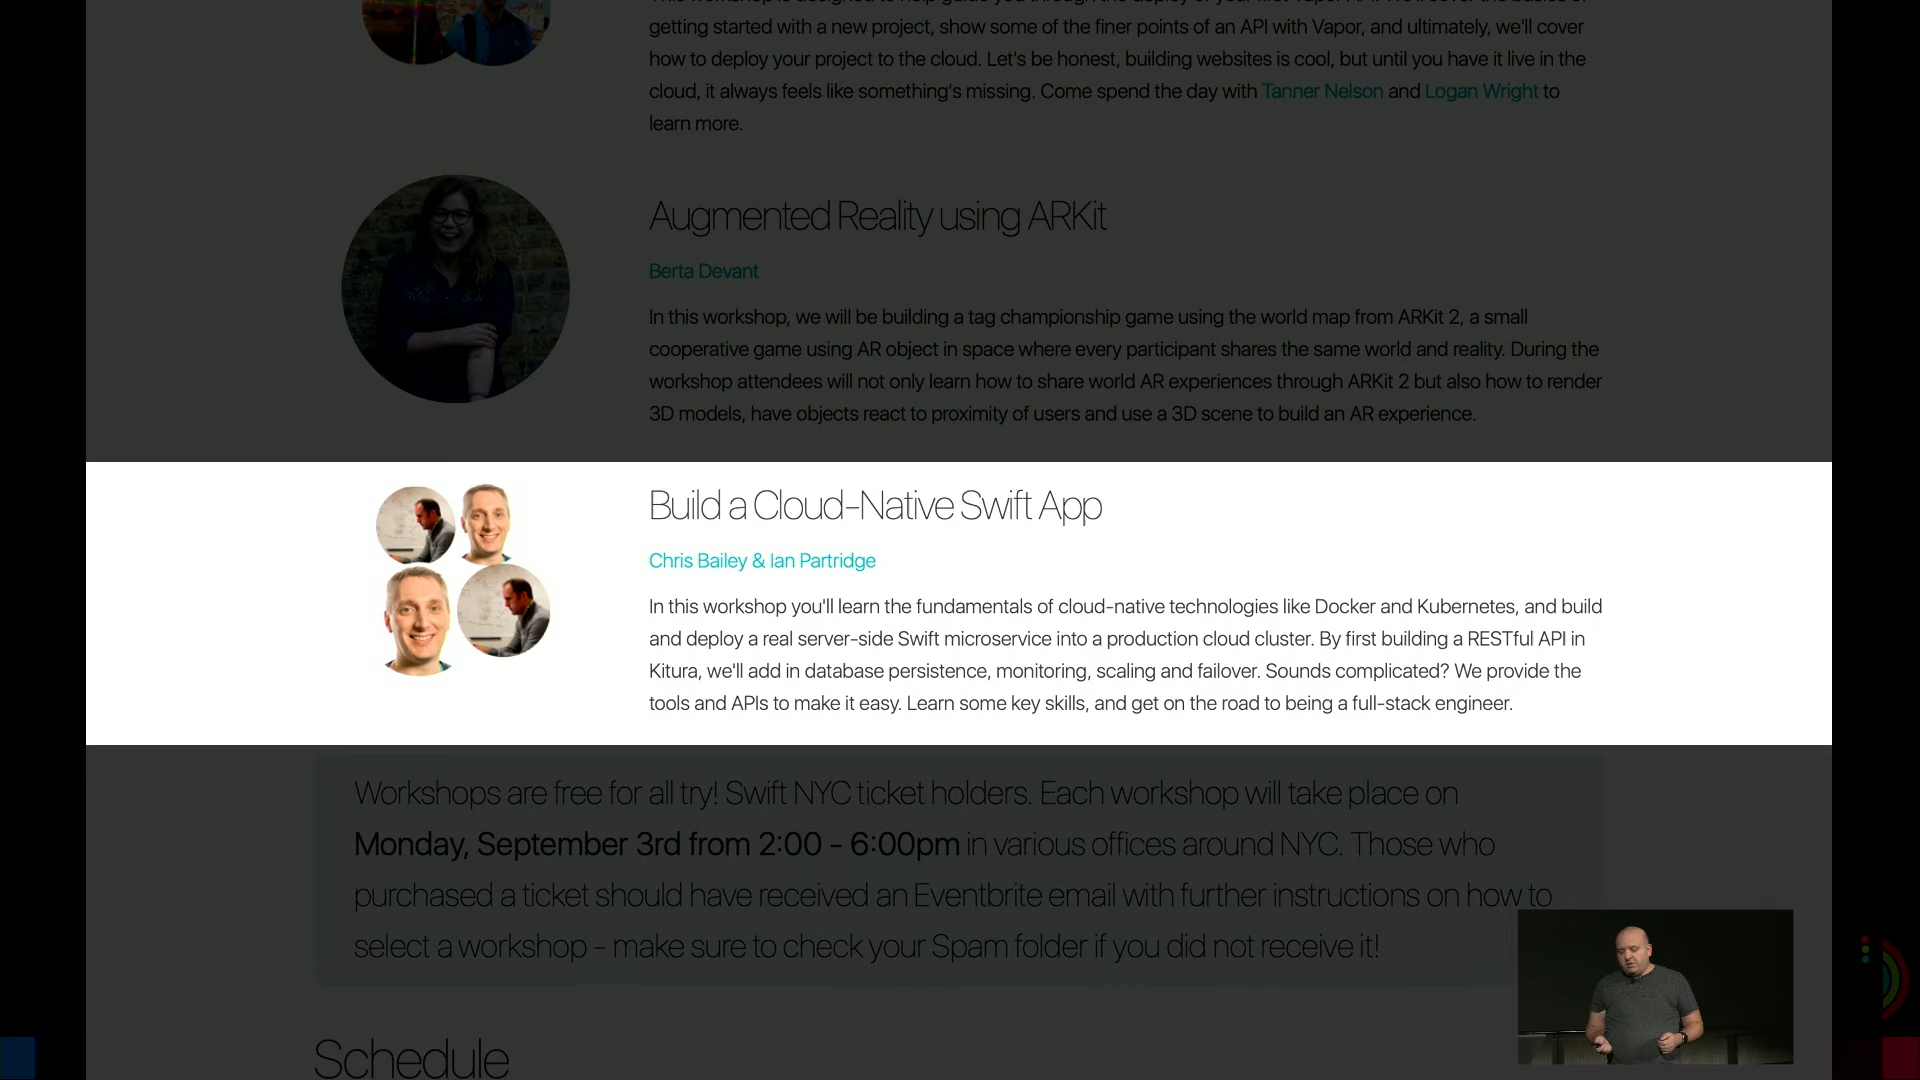 getting started with a new project, show some of the finer points of an API with Vapor, and ultimately, we'll cover
how to deploy your project to the cloud. Let's be honest, building websites is cool, but until you have it live in the
cloud, it always feels like something's missing. Come spend the day with Tanner Nelson and Logan Wright to
learn more.
Augmented Reality using ARKit
Berta Devant
In this workshop, we will be building a tag championship game using the world map from ARKit 2, a small
cooperative game using AR object in space where every participant shares the same world and reality. During the
workshop attendees will not only learn how to share world AR experiences through ARKit 2 but also how to render
3D models, have objects react to proximity of users and use a 3D scene to build an AR experience.
Build a Cloud-Native Swift App
Chris Bailey & Ian Partridge
In this workshop you'll learn the fundamentals of cloud-native technologies like Docker and Kubernetes, and build
and deploy a real server-side Swift microservice into a production cloud cluster. By first building a RESTful API in
Kitura, we'll add in database persistence, monitoring, scaling and failover. Sounds complicated? We provide the
tools and APIs to make it easy. Learn some key skills, and get on the road to being a full-stack engineer.
Workshops are free for all try! Swift NYC ticket holders. Each workshop will take place on
Monday, September 3rd from 2:00 - 6:00pm in various offices around NYC. Those who
purchased a ticket should have received an Eventbrite email with further instructions on how to
select a workshop - make sure to check your Spam folder if you did not receive it!
Schedule